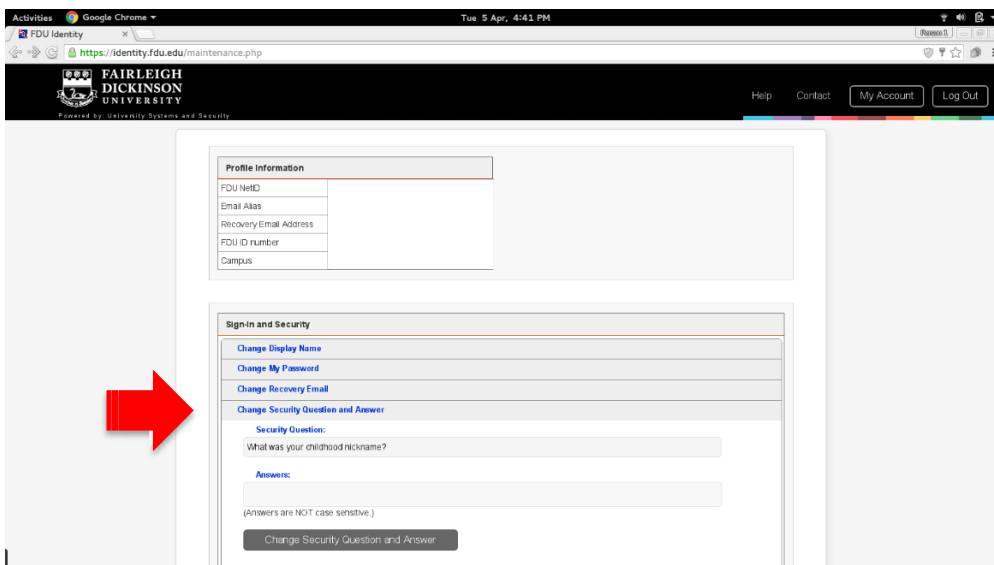 Activities Google Chrome ▾ Tue 5 Apr, 4:41 PM
FDU Identity ×
https://identity.fdu.edu/maintenance.php
FAIRLEIGH
DICKINSON
UNIVERSITY
Powered by: University Systems and Security
Help Contact My Account Log Out
Profile Information
FDU NetID
Email Alias
Recovery Email Address
FDU ID number
Campus
Sign-In and Security
Change Display Name
Change My Password
Change Recovery Email
Change Security Question and Answer
Security Question:
What was your childhood nickname?
Answers:
(Answers are NOT case sensitive.)
Change Security Question and Answer